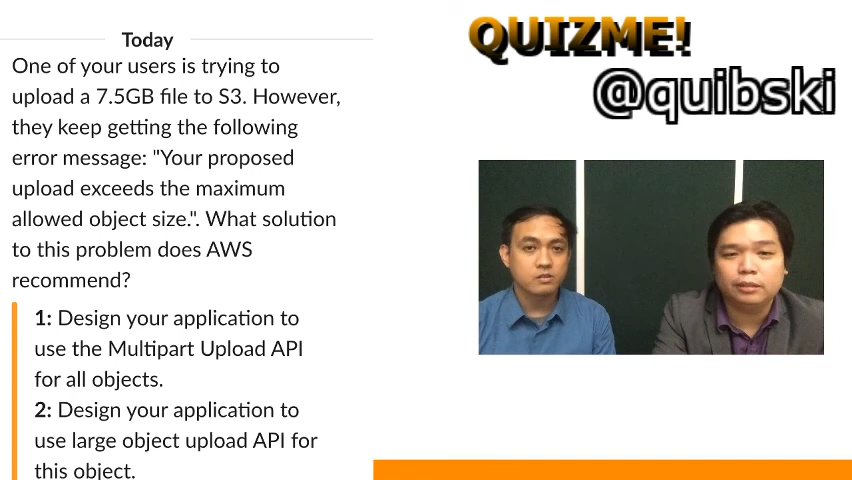 Today
One of your users is trying to
upload a 7.5GB file to S3. However,
they keep getting the following
error message: "Your proposed
upload exceeds the maximum
allowed object size.". What solution
to this problem does AWS
recommend?
1: Design your application to
use the Multipart Upload API
for all objects.
2: Design your application to
use large object upload API for
this object.
QUIZME!
@quibski